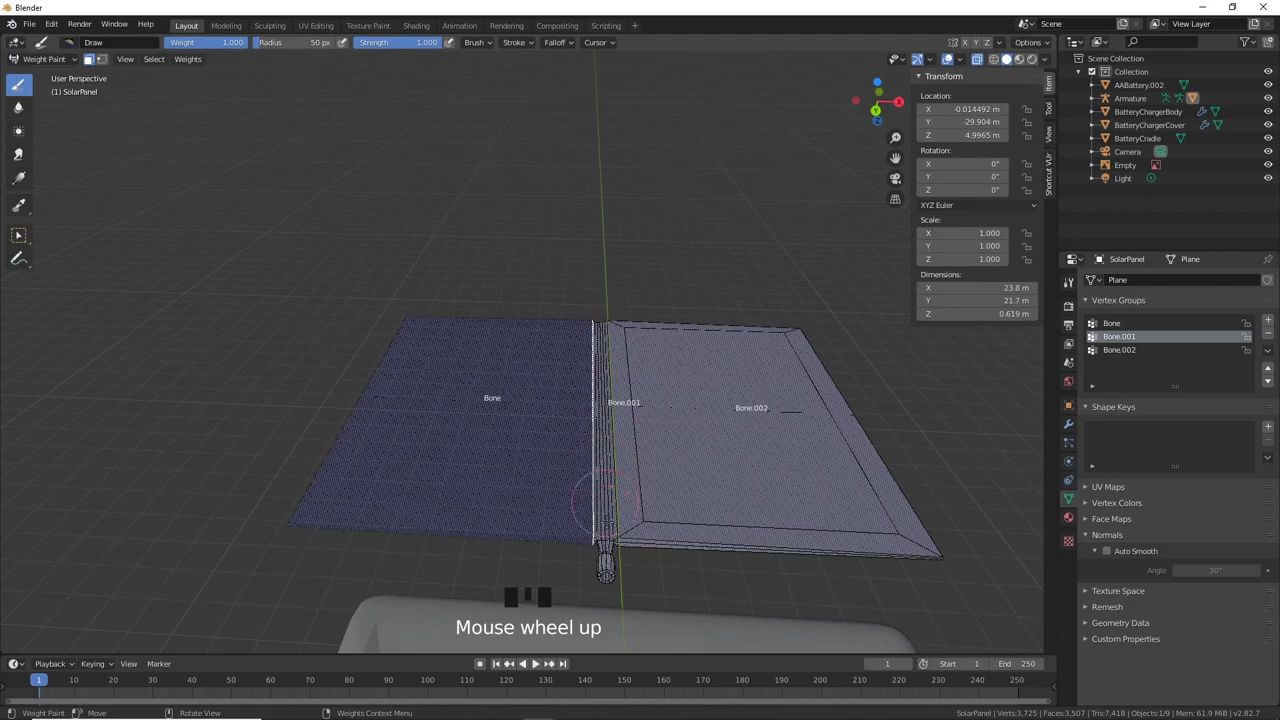 Blender
File Edit Render Window Help Layout Modeling Sculpting UV Editing Texture Paint Shading Animation Rendering Compositing Scripting + Scene View Layer
Draw Weight 1.000 Radius 50 px Strength 1.000 Brush Stroke Falloff Cursor X Y Z Options
Weight Paint View Select Weights
User Perspective
(1) SolarPanel
Transform
Location:
X -0.014492 m
Y -29.904 m
Z 4.9965 m
Rotation:
X 0°
Y 0°
Z 0°
XYZ Euler
Scale:
X 1.000
Y 1.000
Z 1.000
Dimensions:
X 23.8 m
Y 21.7 m
Z 0.619 m
Item
Tool
View
Shortcut VUr
X
Y
Z
Scene Collection
Collection
AABattery.002
Armature
BatteryChargerBody
BatteryChargerCover
BatteryCradle
Camera
Empty
Light
SolarPanel Plane
Plane
Vertex Groups
Bone
Bone.001
Bone.002
Shape Keys
UV Maps
Vertex Colors
Face Maps
Normals
Auto Smooth
Angle 30°
Texture Space
Remesh
Geometry Data
Custom Properties
Bone
Bone.001
Bone.002
Mouse wheel up
Playback Keying View Marker 1 Start 1 End 250
1 10 20 30 40 50 60 70 80 90 100 110 120 130 140 150 160 170 180 190 200 210 220 230 240 250
Weight Paint Move Rotate View Weights Context Menu SolarPanel | Verts:3,725 | Faces:3,507 | Tris:7,418 | Objects:1/9 | Mem: 61.9 MiB | v2.82.7